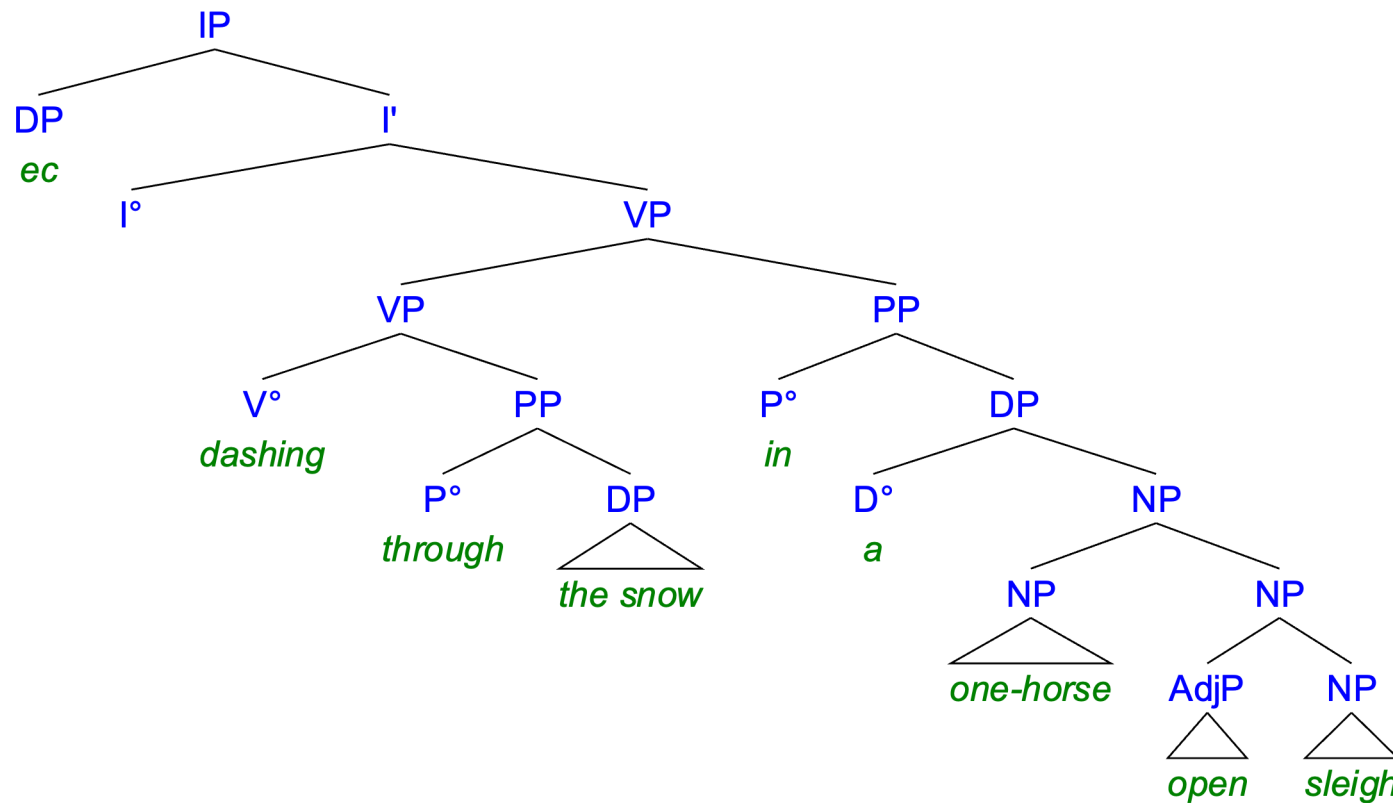 IP
DP I'
ec
I° VP
VP PP
V° PP P° DP
dashing in
P° DP D° NP
through a
the snow NP NP
one-horse AdjP NP
open sleigh